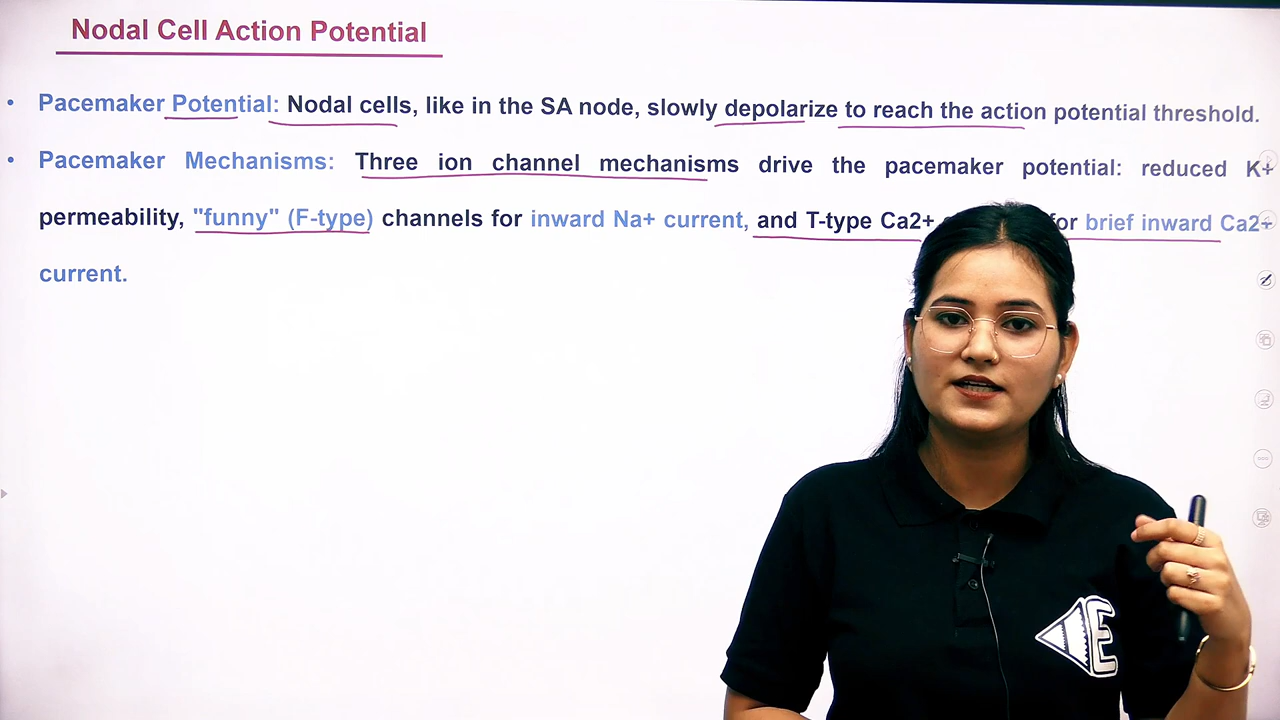 Nodal Cell Action Potential
• Pacemaker Potential: Nodal cells, like in the SA node, slowly depolarize to reach the action potential threshold.
• Pacemaker Mechanisms: Three ion channel mechanisms drive the pacemaker potential: reduced K+
permeability, "funny" (F-type) channels for inward Na+ current, and T-type Ca2+ for brief inward Ca2+
current.
E